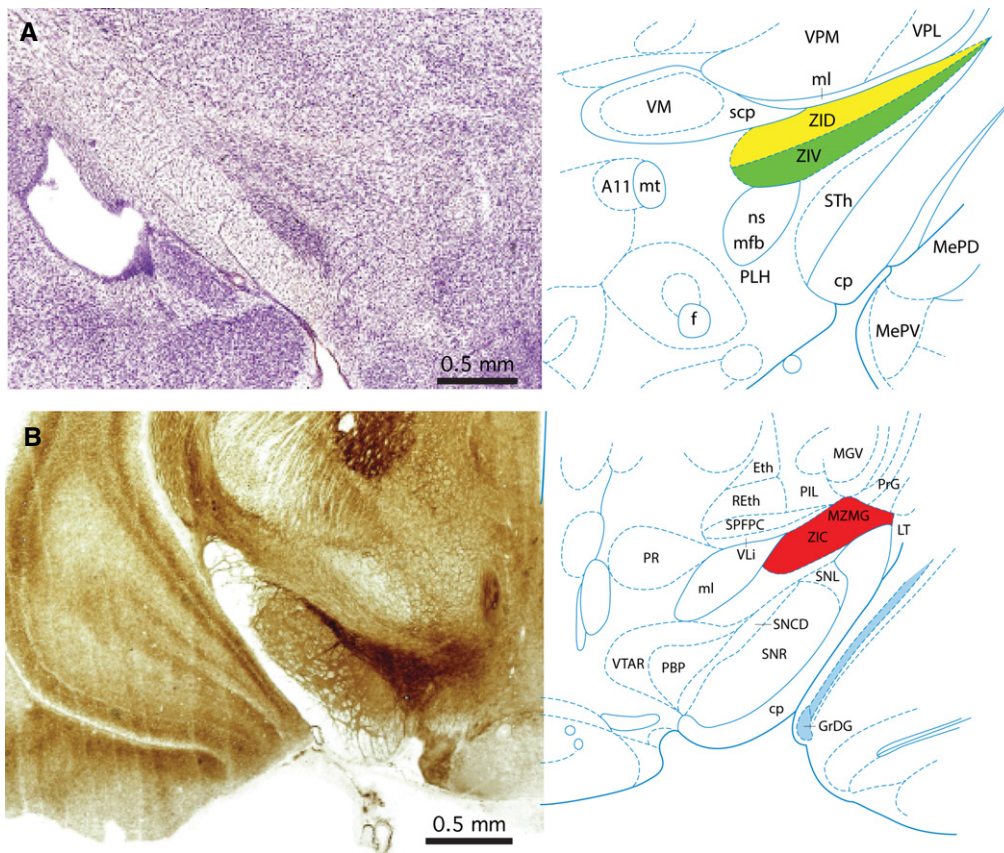 A
0.5 mm
VPM
VPL
ml
VM
scp
ZID
ZIV
A11
mt
ns
STh
mfb
MePD
PLH
cp
f
MePV
B
0.5 mm
MGV
Eth
PIL
PrG
REth
MZMG
SPFPC
LT
ZIC
PR
VLi
SNL
ml
SNCD
SNR
VTAR
PBP
cp
GrDG